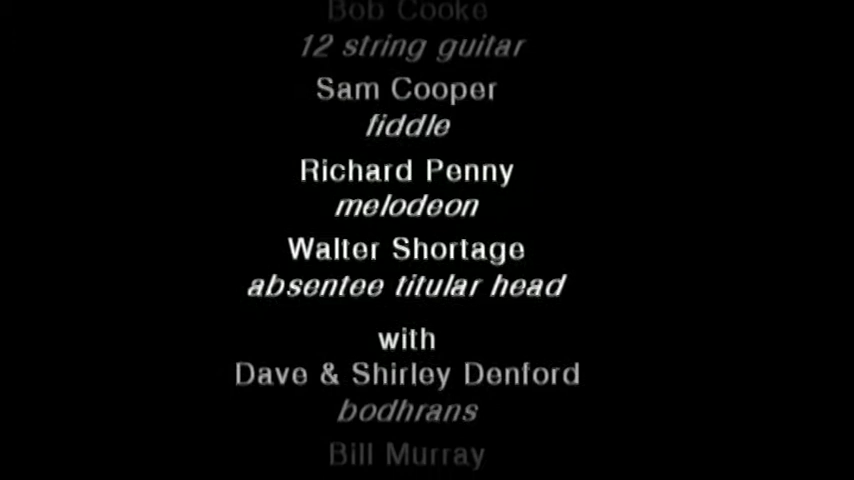 Bob Cooke
12 string guitar
Sam Cooper
fiddle
Richard Penny
melodeon
Walter Shortage
absentee titular head
with
Dave & Shirley Denford
bodhrans
Bill Murray